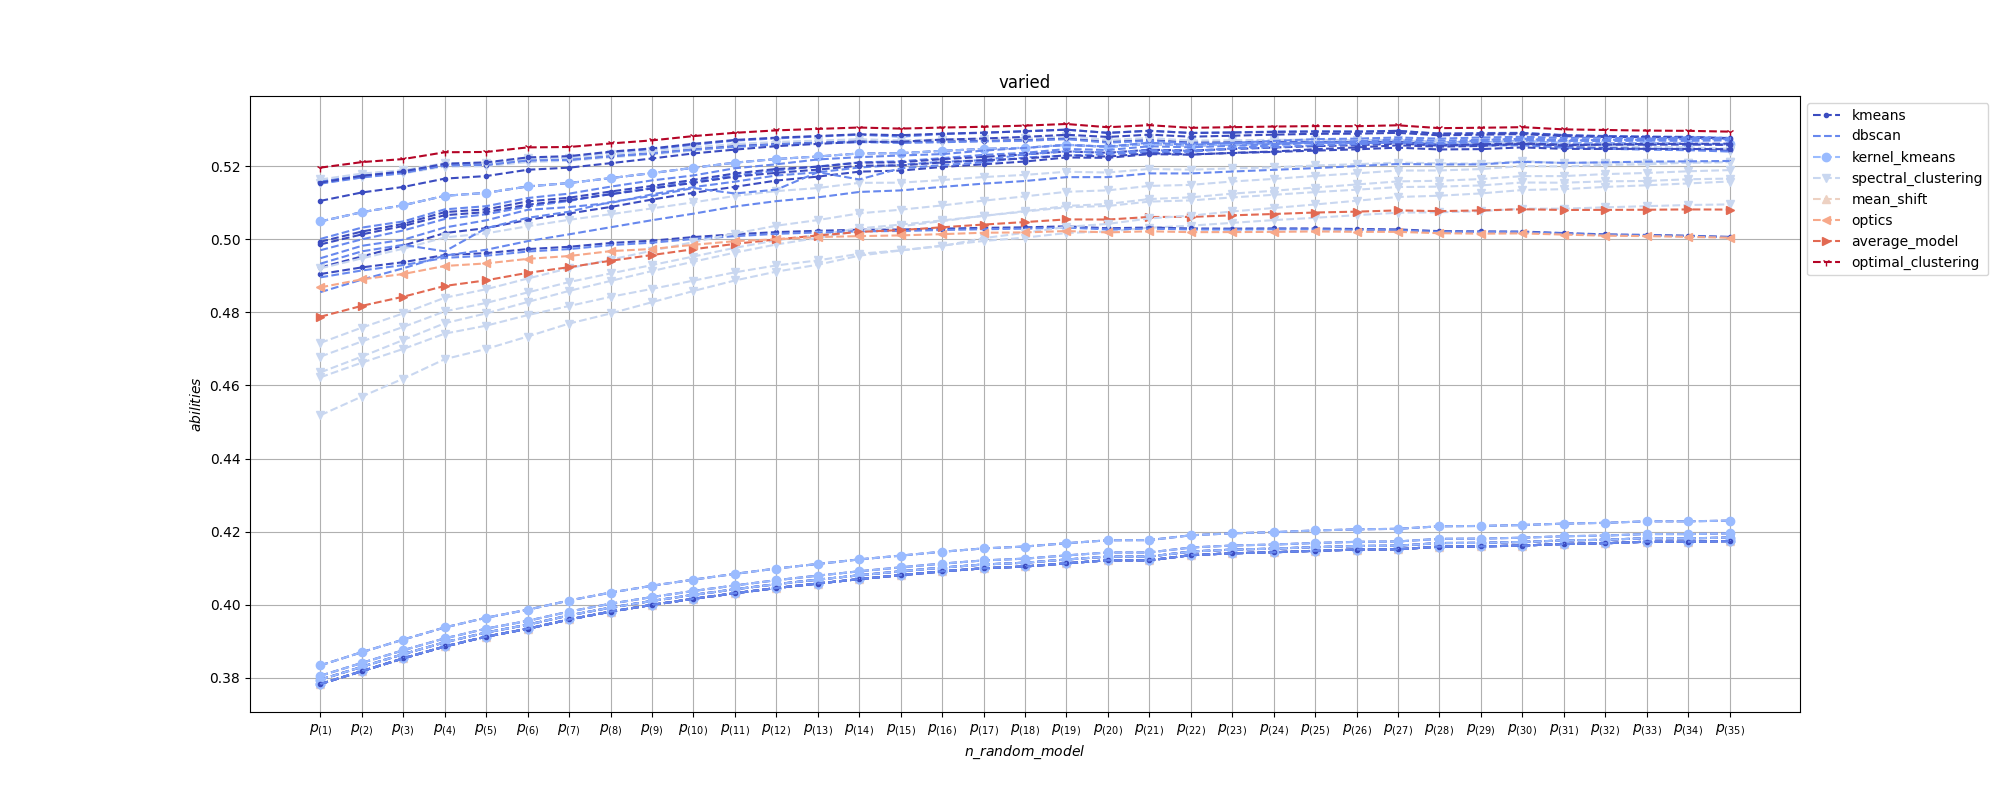 varied
0.52
0.50
0.48
0.46
0.44
0.42
0.40
0.38
abilities
p(1) p(2) p(3) p(4) p(5) p(6) p(7) p(8) p(9) p(10) p(11) p(12) p(13) p(14) p(15) p(16) p(17) p(18) p(19) p(20) p(21) p(22) p(23) p(24) p(25) p(26) p(27) p(28) p(29) p(30) p(31) p(32) p(33) p(34) p(35)
n_random_model
kmeans
dbscan
kernel_kmeans
spectral_clustering
mean_shift
optics
average_model
optimal_clustering